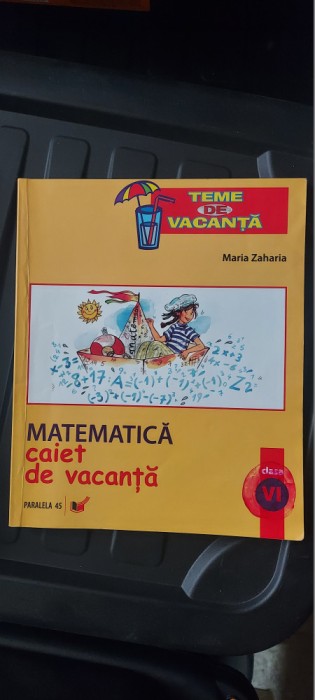 TEME
DE
VACANȚĂ
Maria Zaharia
MATEMATICĂ
caiet
de vacanță
clasa
VI
PARALELA 45